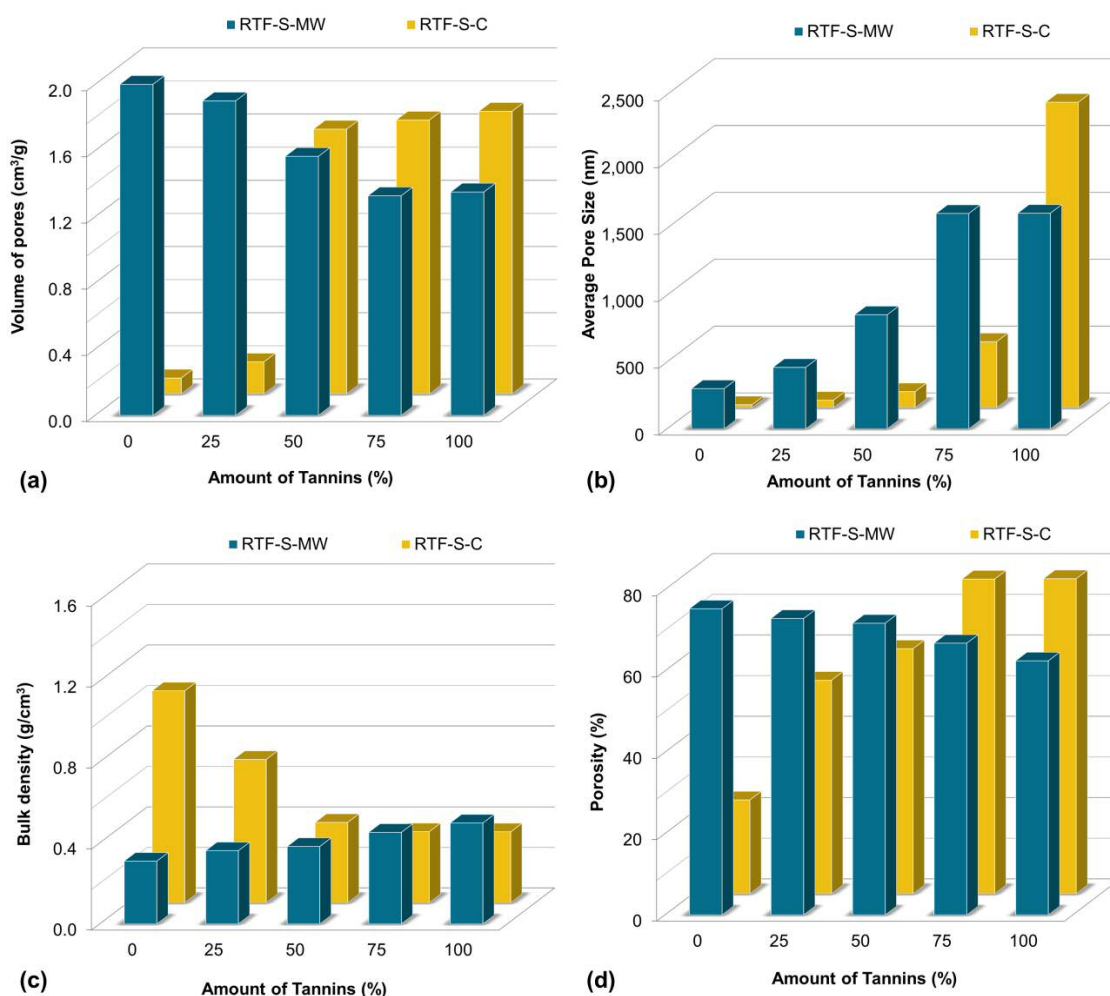 RTF-S-MW RTF-S-C
Volume of pores (cm³/g)
2.0
1.6
1.2
0.8
0.4
0.0
0 25 50 75 100
Amount of Tannins (%)
(a)
RTF-S-MW RTF-S-C
Average Pore Size (nm)
2,500
2,000
1,500
1,000
500
0
0 25 50 75 100
Amount of Tannins (%)
(b)
RTF-S-MW RTF-S-C
Bulk density (g/cm³)
1.6
1.2
0.8
0.4
0.0
0 25 50 75 100
Amount of Tannins (%)
(c)
RTF-S-MW RTF-S-C
Porosity (%)
80
60
40
20
0
0 25 50 75 100
Amount of Tannins (%)
(d)